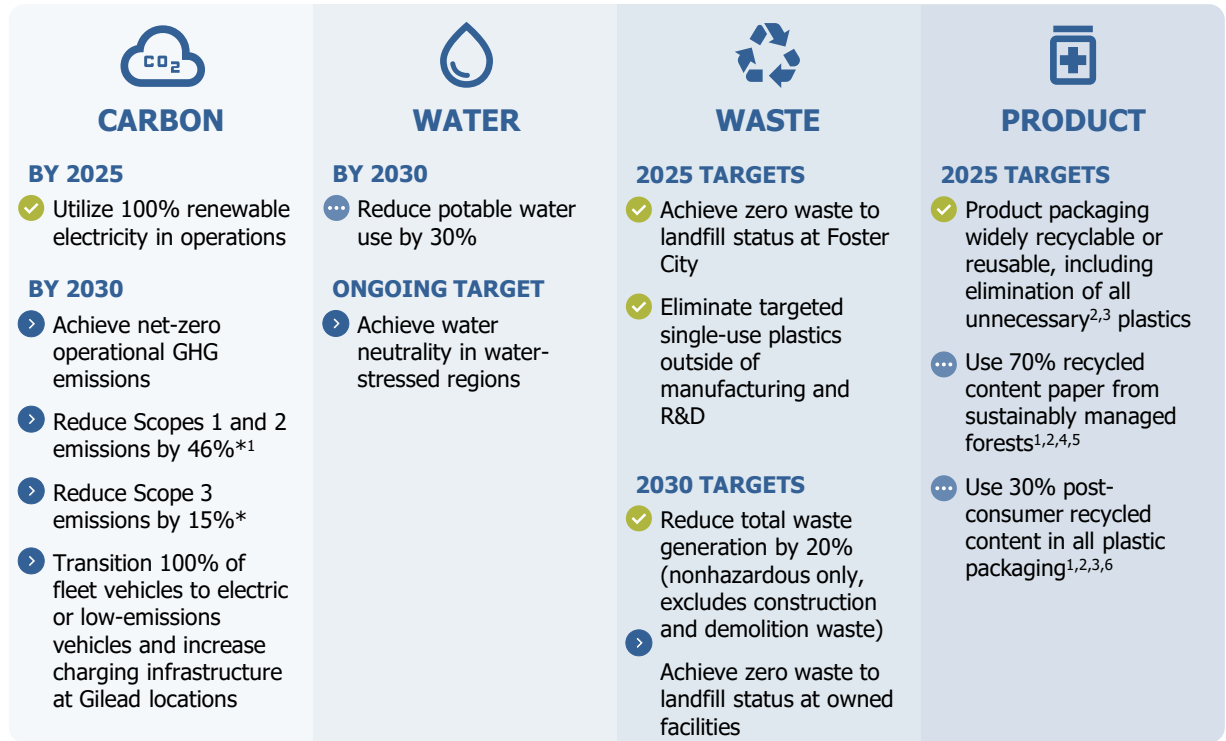 CO2
CARBON
BY 2025
Utilize 100% renewable
electricity in operations
BY 2030
Achieve net-zero
operational GHG
emissions
Reduce Scopes 1 and 2
emissions by 46%*1
Reduce Scope 3
emissions by 15%*
Transition 100% of
fleet vehicles to electric
or low-emissions
vehicles and increase
charging infrastructure
at Gilead locations
WATER
BY 2030
Reduce potable water
use by 30%
ONGOING TARGET
Achieve water
neutrality in water-
stressed regions
WASTE
2025 TARGETS
Achieve zero waste to
landfill status at Foster
City
Eliminate targeted
single-use plastics
outside of
manufacturing and
R&D
2030 TARGETS
Reduce total waste
generation by 20%
(nonhazardous only,
excludes construction
and demolition waste)
Achieve zero waste to
landfill status at owned
facilities
PRODUCT
2025 TARGETS
Product packaging
widely recyclable or
reusable, including
elimination of all
unnecessary2,3 plastics
Use 70% recycled
content paper from
sustainably managed
forests1,2,4,5
Use 30% post-
consumer recycled
content in all plastic
packaging1,2,3,6